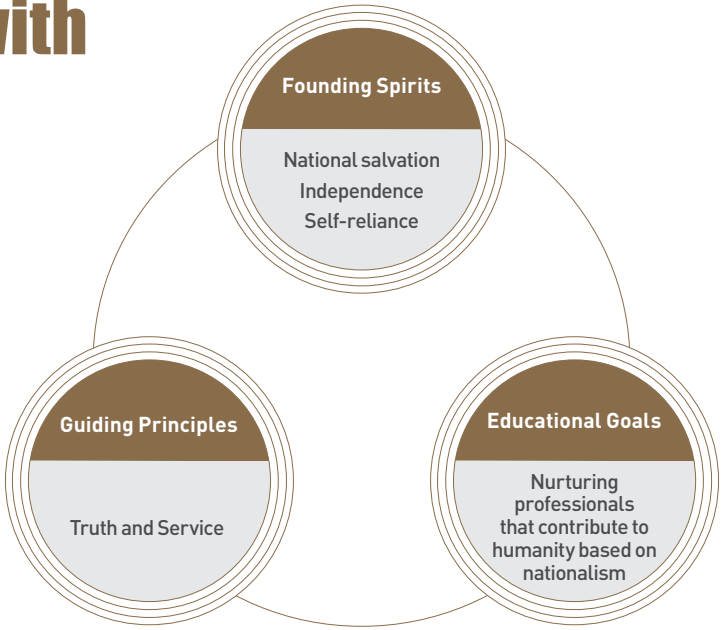 with
Founding Spirits
National salvation
Independence
Self-reliance
Guiding Principles
Truth and Service
Educational Goals
Nurturing
professionals
that contribute to
humanity based on
nationalism